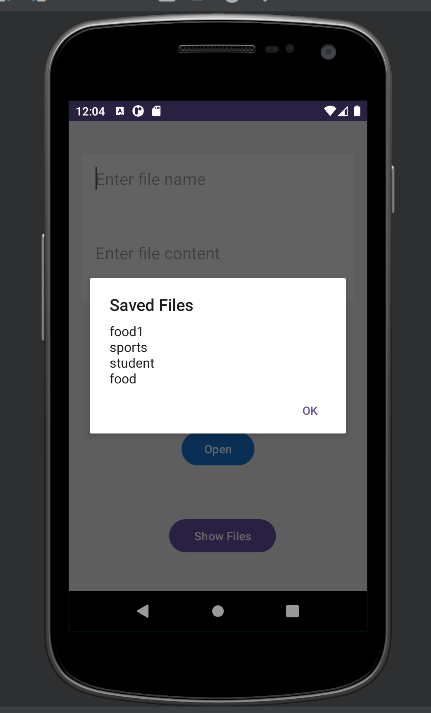 12:04
Enter file name
Enter file content
Saved Files
food1
sports
student
food
OK
Open
Show Files